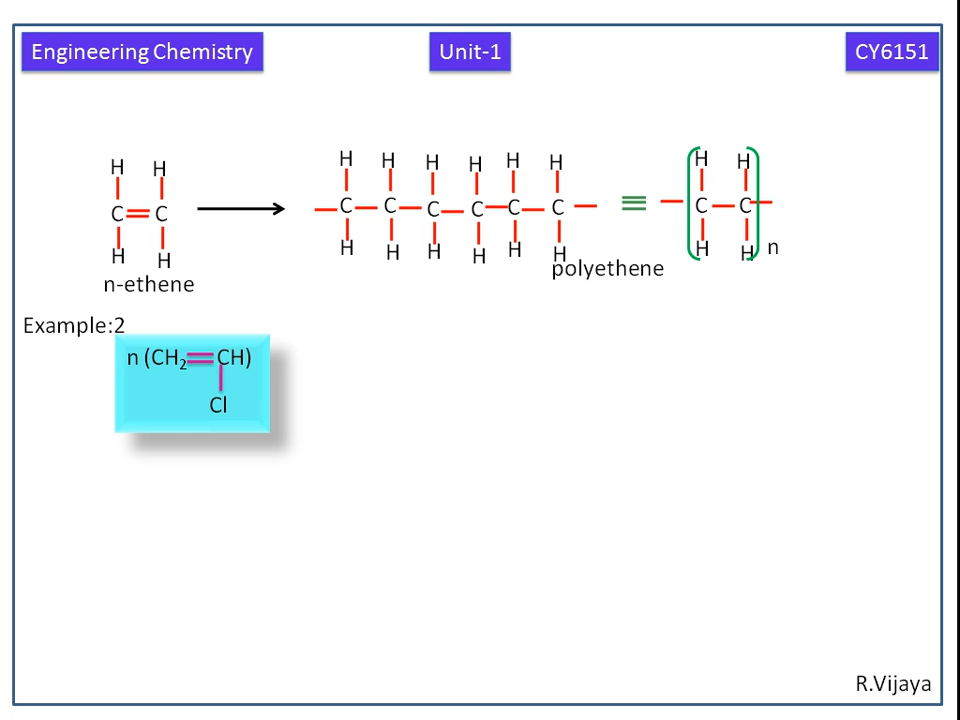 Engineering Chemistry Unit-1 CY6151
H H H H H H H H H H
C C C C C C C C C C
H H H H H H H H H H n
n-ethene polyethene
Example:2
n (CH₂ CH)
Cl
R.Vijaya